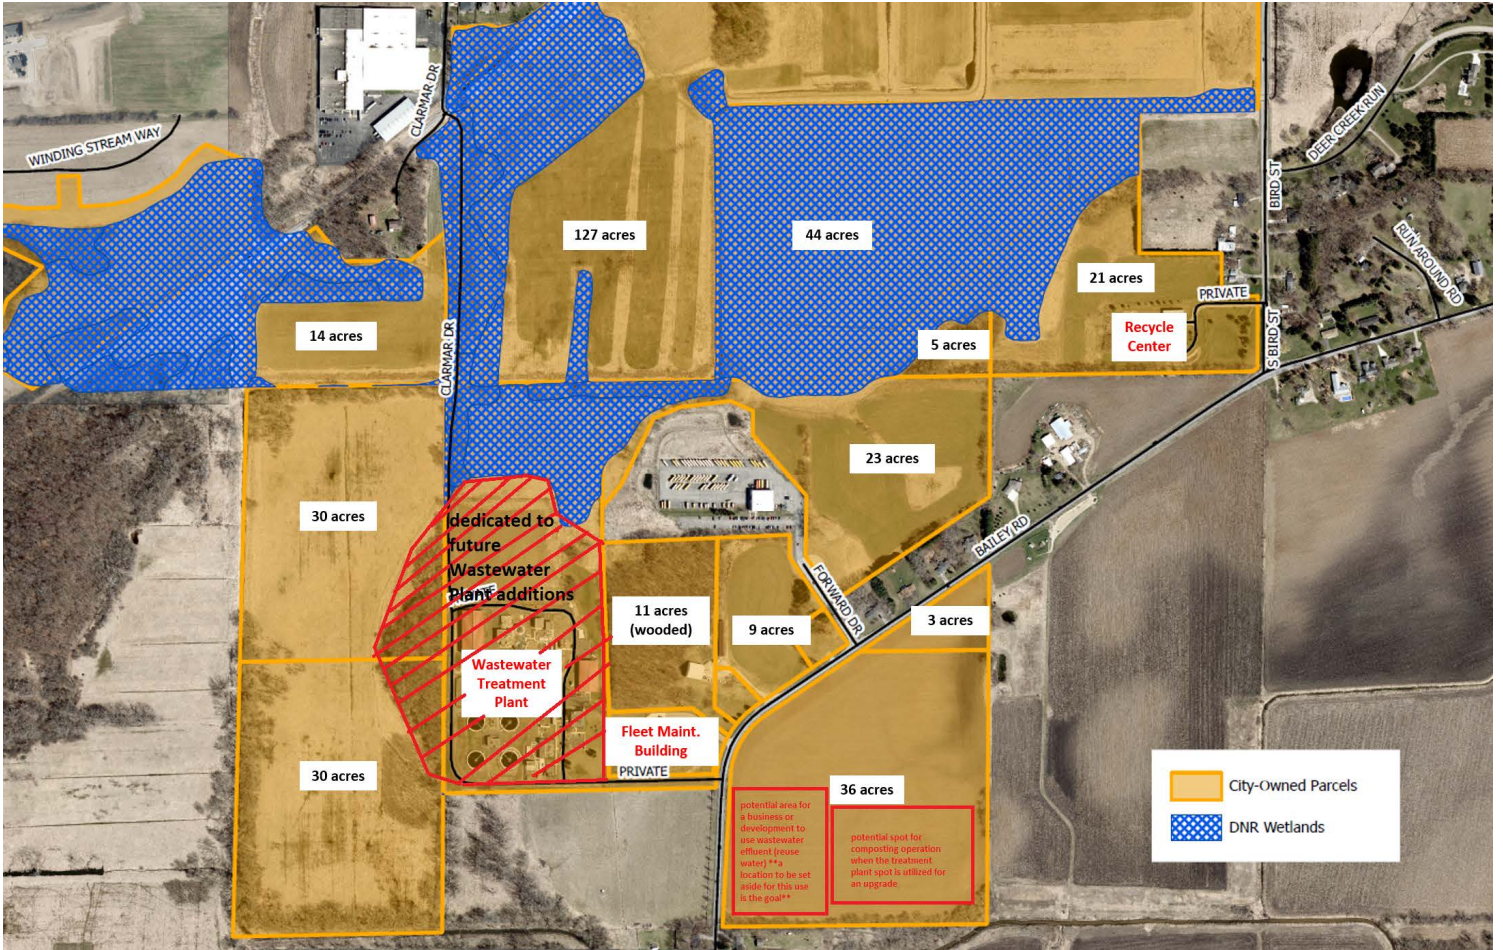 CLARMAR DR
WINDING STREAM WAY
DEER CREEK RUN
BIRD ST
RUN AROUND RD
127 acres
44 acres
21 acres
PRIVATE
Recycle
Center
S BIRD ST
14 acres
5 acres
CLARMAR DR
23 acres
30 acres
dedicated to
future
Wastewater
Plant additions
PRIVATE
BAILEY RD
FORWARD DR
11 acres
(wooded)
9 acres
3 acres
Wastewater
Treatment
Plant
Fleet Maint.
Building
PRIVATE
30 acres
36 acres
potential area for
a business or
development to
use wastewater
effluent (reuse
water) **a
location to be set
aside for this use
is the goal**
potential spot for
composting operation
when the treatment
plant spot is utilized for
an upgrade
City-Owned Parcels
DNR Wetlands